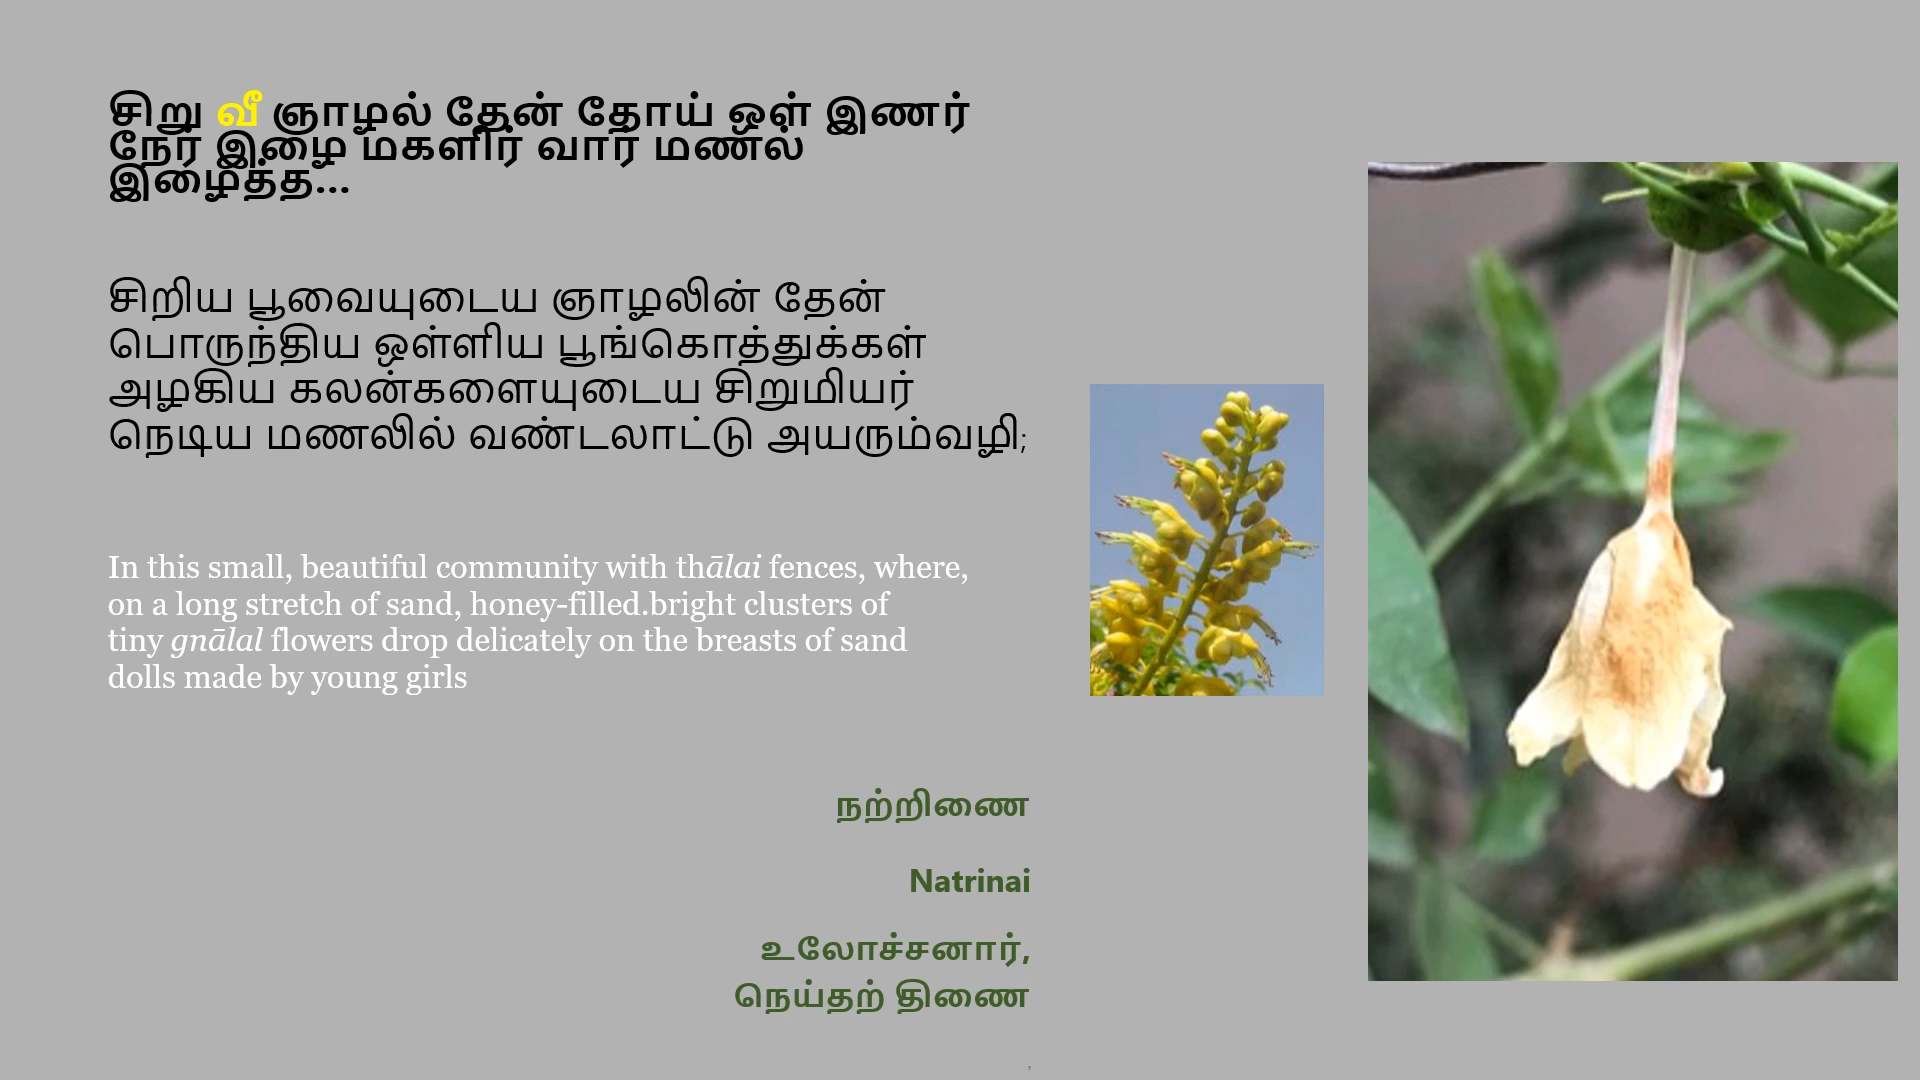 சிறு வீ ஞாழல் தேன் தோய் ஒள் இணர்
நேர் இழை மகளிர் வார் மணல்
இழைத்த...
சிறிய பூவையுடைய ஞாழலின் தேன்
பொருந்திய ஒள்ளிய பூங்கொத்துக்கள்
அழகிய கலன்களையுடைய சிறுமியர்
நெடிய மணலில் வண்டலாட்டு அயரும்வழி;
In this small, beautiful community with thālai fences, where,
on a long stretch of sand, honey-filled.bright clusters of
tiny gnālal flowers drop delicately on the breasts of sand
dolls made by young girls
நற்றிணை
Natrinai
உலோச்சனார்,
நெய்தற் திணை
,